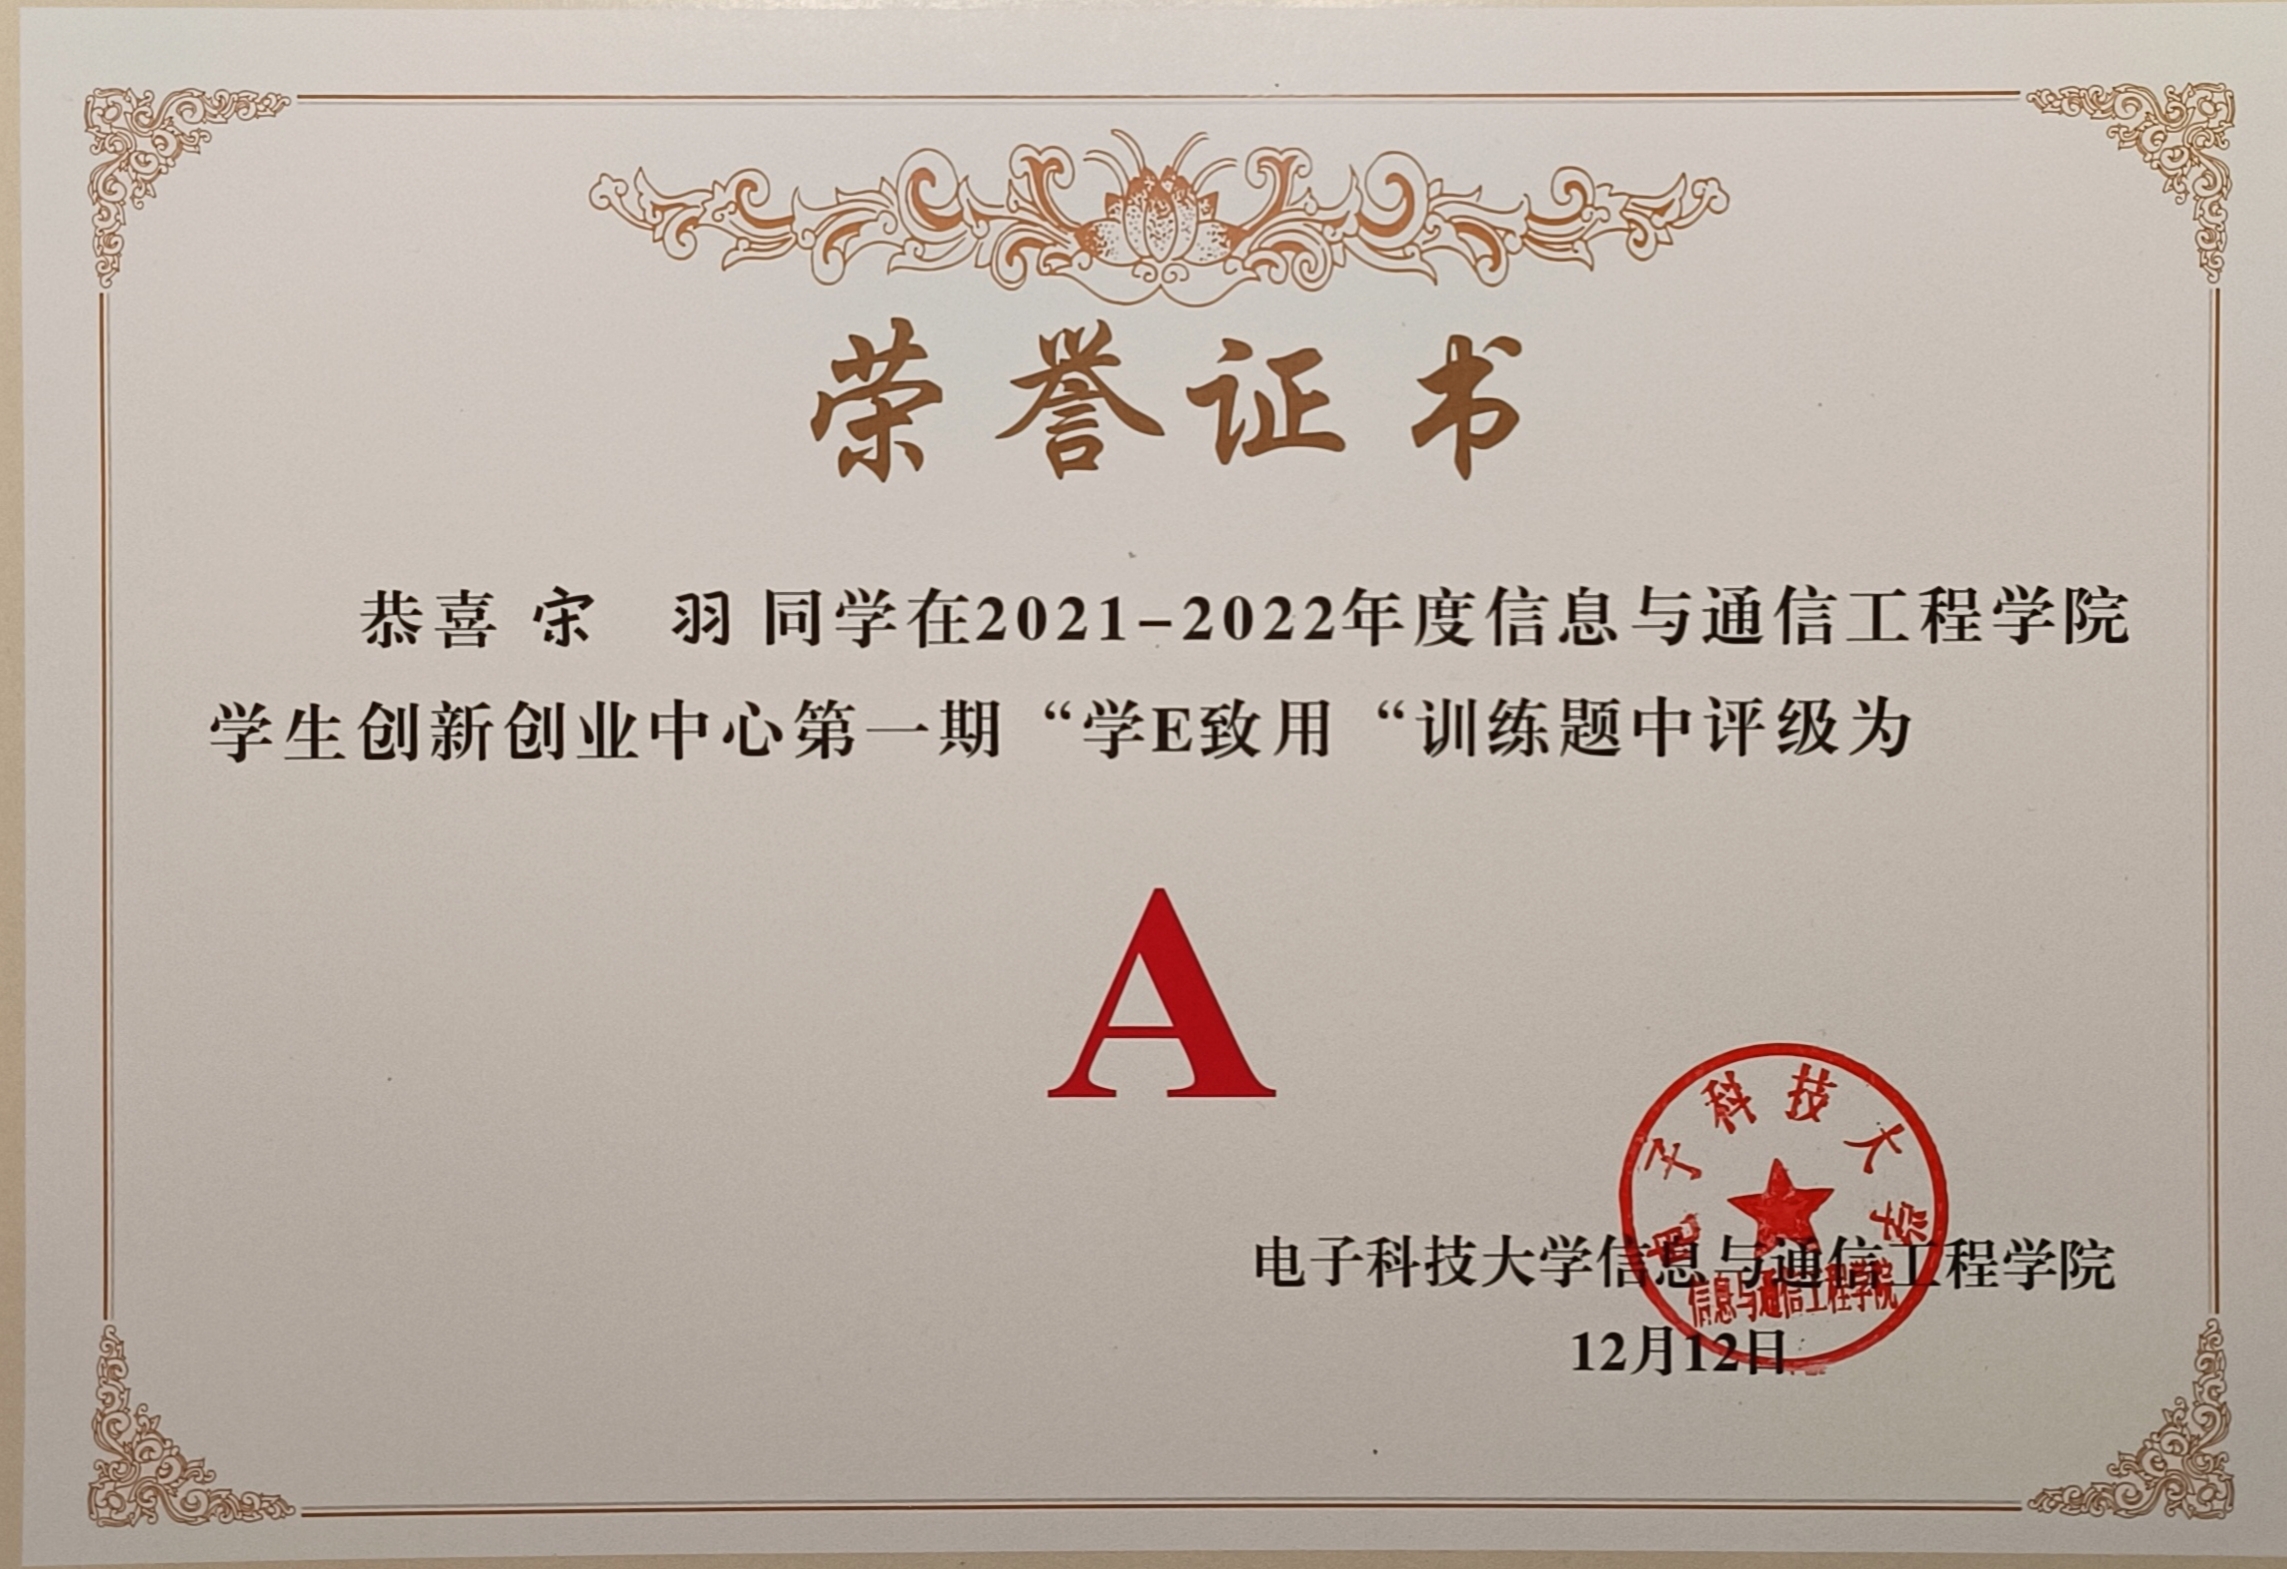 荣誉证书
恭喜 宋 羽 同学在2021-2022年度信息与通信工程学院
学生创新创业中心第一期“学E致用“训练题中评级为
A
电子科技大学
电子科技大学信息与通信工程学院
信息与通信工程学院
12月12日